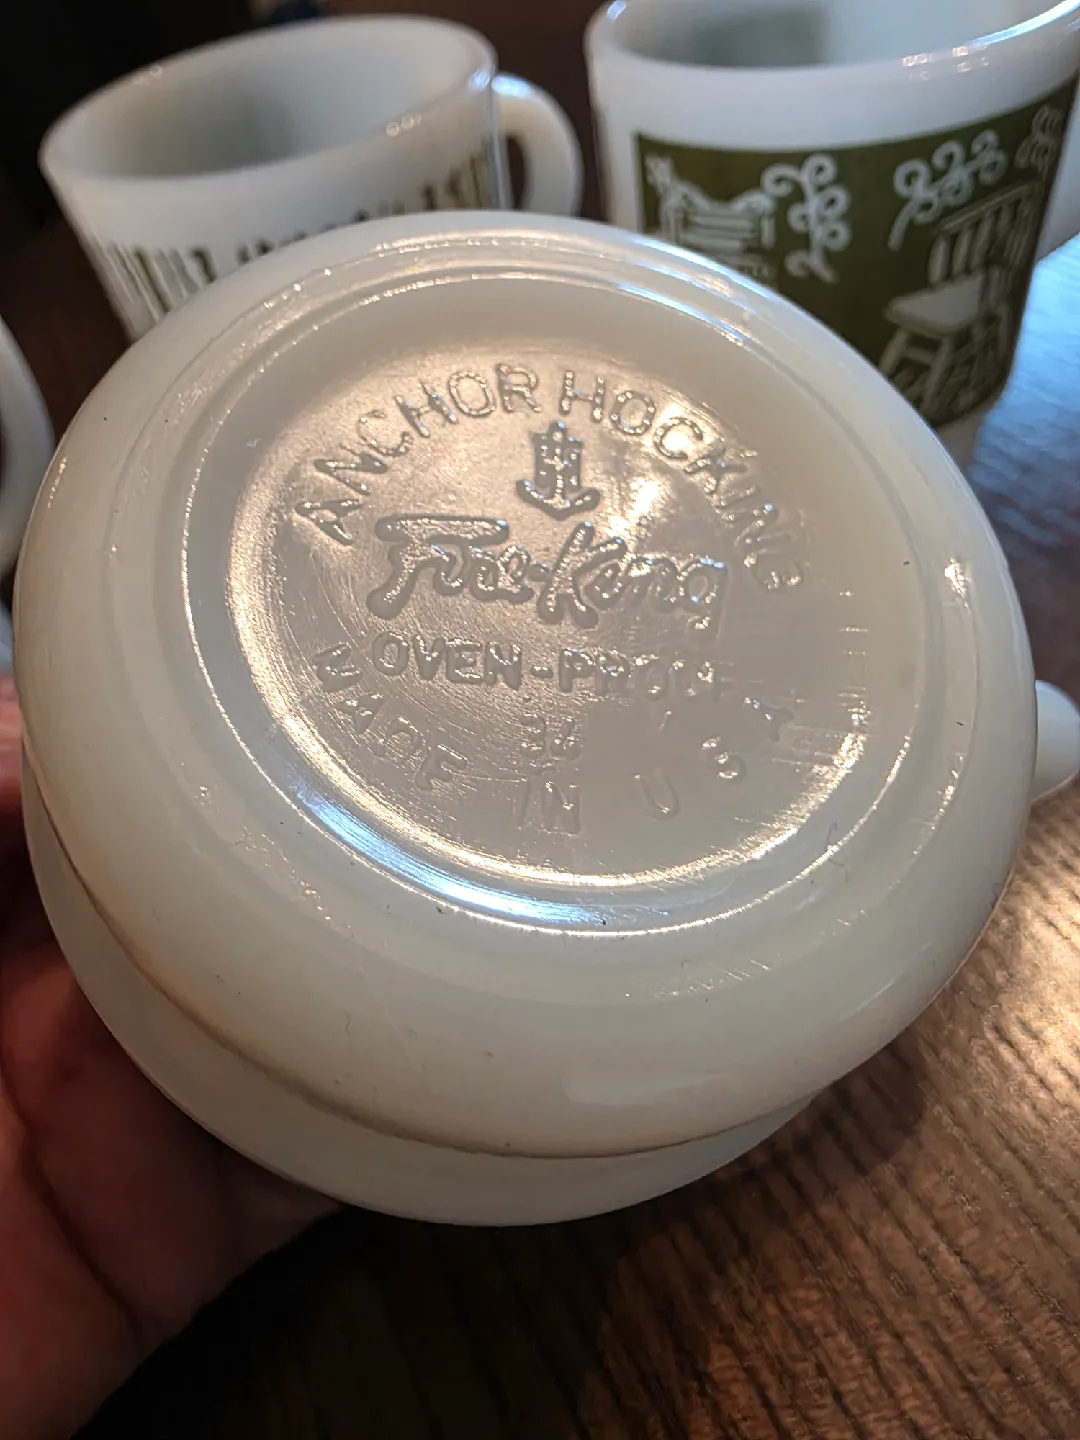 ANCHOR HOCKING
Fire-King
OVEN-PROOF
MADE IN U S A